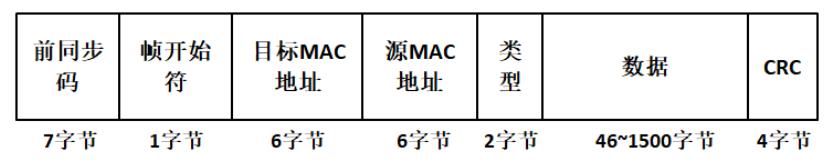 前同步码
帧开始符
目标MAC地址
源MAC地址
类型
数据
CRC
7字节
1字节
6字节
6字节
2字节
46~1500字节
4字节